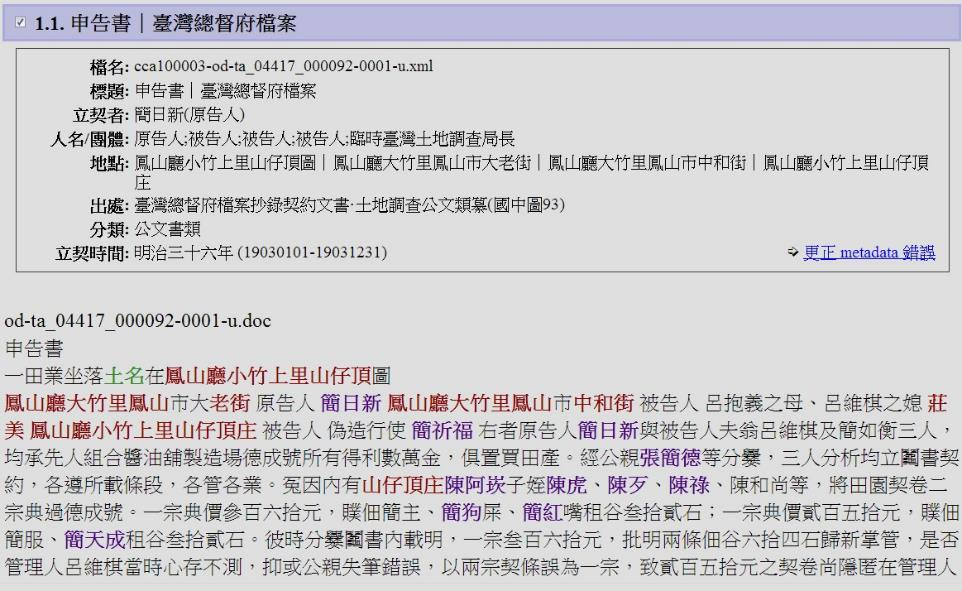 1.1. 申告書｜臺灣總督府檔案
檔名: cca100003-od-ta_04417_000092-0001-u.xml
標題: 申告書｜臺灣總督府檔案
立契者: 簡日新(原告人)
人名/團體: 原告人;被告人;被告人;被告人;臨時臺灣土地調查局長
地點: 鳳山廳小竹上里山仔頂圖｜鳳山廳大竹里鳳山市大老街｜鳳山廳大竹里鳳山市中和街｜鳳山廳小竹上里山仔頂
庄
出處: 臺灣總督府檔案抄錄契約文書‧土地調查公文類纂(國中圖93)
分類: 公文書類
立契時間: 明治三十六年 (19030101-19031231)
更正 metadata 錯誤
od-ta_04417_000092-0001-u.doc
申告書
一田業坐落土名在鳳山廳小竹上里山仔頂圖
鳳山廳大竹里鳳山市大老街 原告人 簡日新 鳳山廳大竹里鳳山市中和街 被告人 呂抱義之母、呂維棋之媳 莊
美 鳳山廳小竹上里山仔頂庄 被告人 偽造行使 簡祈福 右者原告人簡日新與被告人夫翁呂維棋及簡如衡三人，
均承先人組合醬油舖製造場德成號所有得利數萬金，俱置買田產。經公親張簡德等分爨，三人分析均立鬮書契
約，各遵所載條段，各管各業。冤因內有山仔頂庄陳阿崁子姪陳虎、陳歹、陳祿、陳和尚等，將田園契卷二
宗典過德成號。一宗典價參百六拾元，贌佃簡主、簡狗屎、簡紅嘴租谷叁拾貳石；一宗典價貳百五拾元，贌佃
簡服、簡天成租谷叁拾貳石。彼時分爨鬮書內載明，一宗叁百六拾元，批明兩條佃谷六拾四石歸新掌管，是否
管理人呂維棋當時心存不測，抑或公親失筆錯誤，以兩宗契條誤為一宗，致貳百五拾元之契卷尚隱匿在管理人